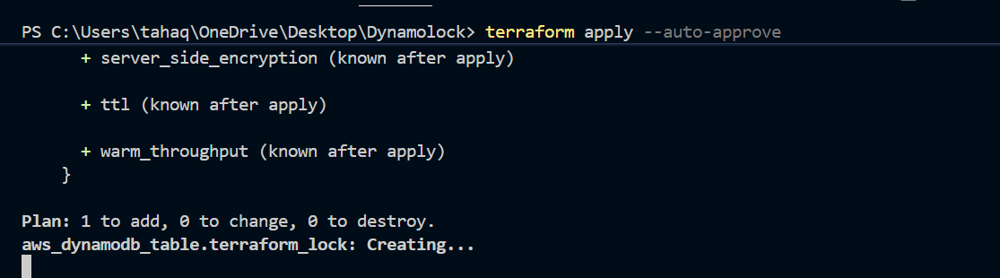 PS C:\Users\tahaq\OneDrive\Desktop\Dynamolock> terraform apply --auto-approve
+ server_side_encryption (known after apply)
+ ttl (known after apply)
+ warm_throughput (known after apply)
}
Plan: 1 to add, 0 to change, 0 to destroy.
aws_dynamodb_table.terraform_lock: Creating...